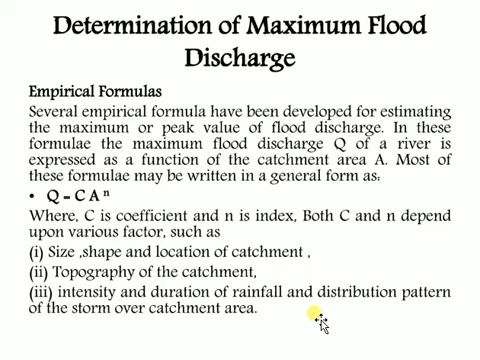 Determination of Maximum Flood
Discharge
Empirical Formulas
Several empirical formula have been developed for estimating
the maximum or peak value of flood discharge. In these
formulae the maximum flood discharge Q of a river is
expressed as a function of the catchment area A. Most of
these formulae may be written in a general form as:
• Q = C A n
Where, C is coefficient and n is index, Both C and n depend
upon various factor, such as
(i) Size ,shape and location of catchment ,
(ii) Topography of the catchment,
(iii) intensity and duration of rainfall and distribution pattern
of the storm over catchment area.